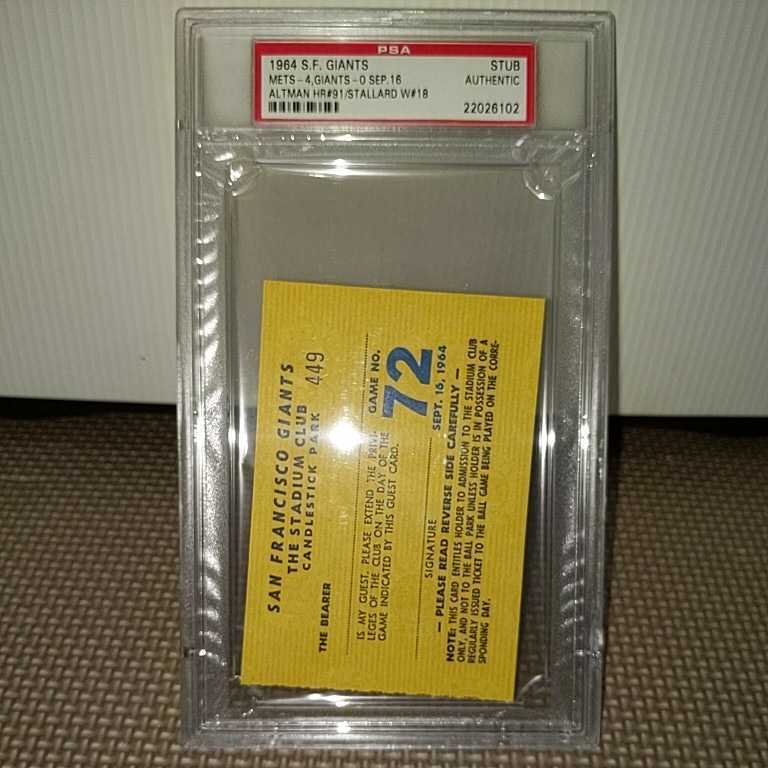 PSA
1964 S.F. GIANTS STUB
METS-4,GIANTS-0 SEP.16 AUTHENTIC
ALTMAN HR#91/STALLARD W#18
22026102
SAN FRANCISCO GIANTS
THE STADIUM CLUB
CANDLESTICK PARK 449
THE BEARER
IS MY GUEST. PLEASE EXTEND THE PRIVI-
LEGES OF THE CLUB ON THE DAY OF THE
GAME INDICATED BY THIS GUEST CARD.
GAME NO.
72
SIGNATURE SEPT. 16, 1964
— PLEASE READ REVERSE SIDE CAREFULLY —
NOTE: THIS CARD ENTITLES HOLDER TO ADMISSION TO THE STADIUM CLUB
ONLY, AND NOT TO THE BALL PARK UNLESS HOLDER IS IN POSSESSION OF A
REGULARLY ISSUED TICKET TO THE BALL GAME BEING PLAYED ON THE CORRE-
SPONDING DAY.